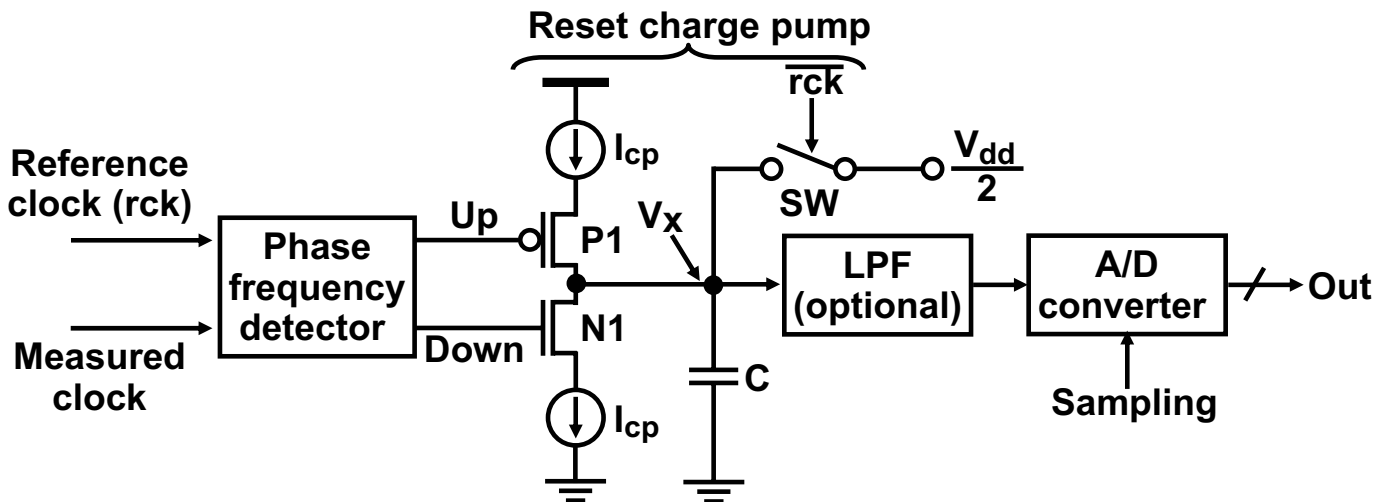 Reset charge pump
rck
I_cp
Reference
clock (rck)
V_dd
2
SW
Up
V_X
Phase
frequency
detector
P1
LPF
(optional)
A/D
converter
Out
N1
Down
Measured
clock
C
I_cp
Sampling